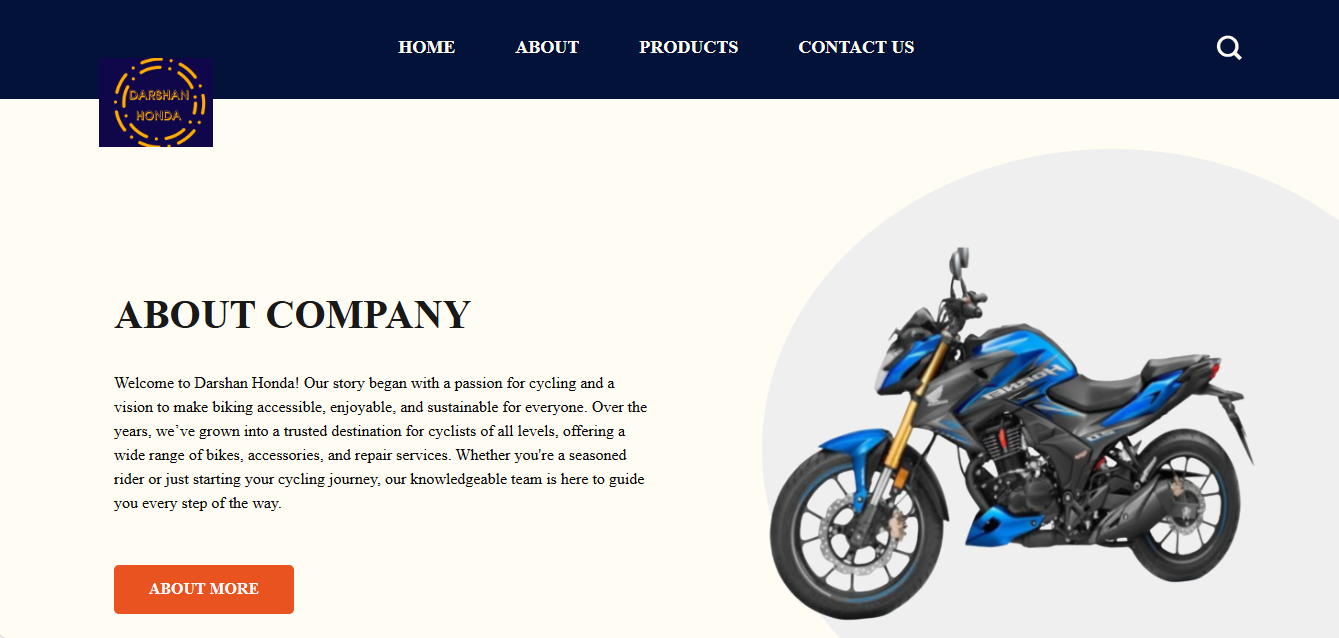 HOME ABOUT PRODUCTS CONTACT US
DARSHAN
HONDA
ABOUT COMPANY
Welcome to Darshan Honda! Our story began with a passion for cycling and a
vision to make biking accessible, enjoyable, and sustainable for everyone. Over the
years, we’ve grown into a trusted destination for cyclists of all levels, offering a
wide range of bikes, accessories, and repair services. Whether you're a seasoned
rider or just starting your cycling journey, our knowledgeable team is here to guide
you every step of the way.
ABOUT MORE
HORNET
2.0